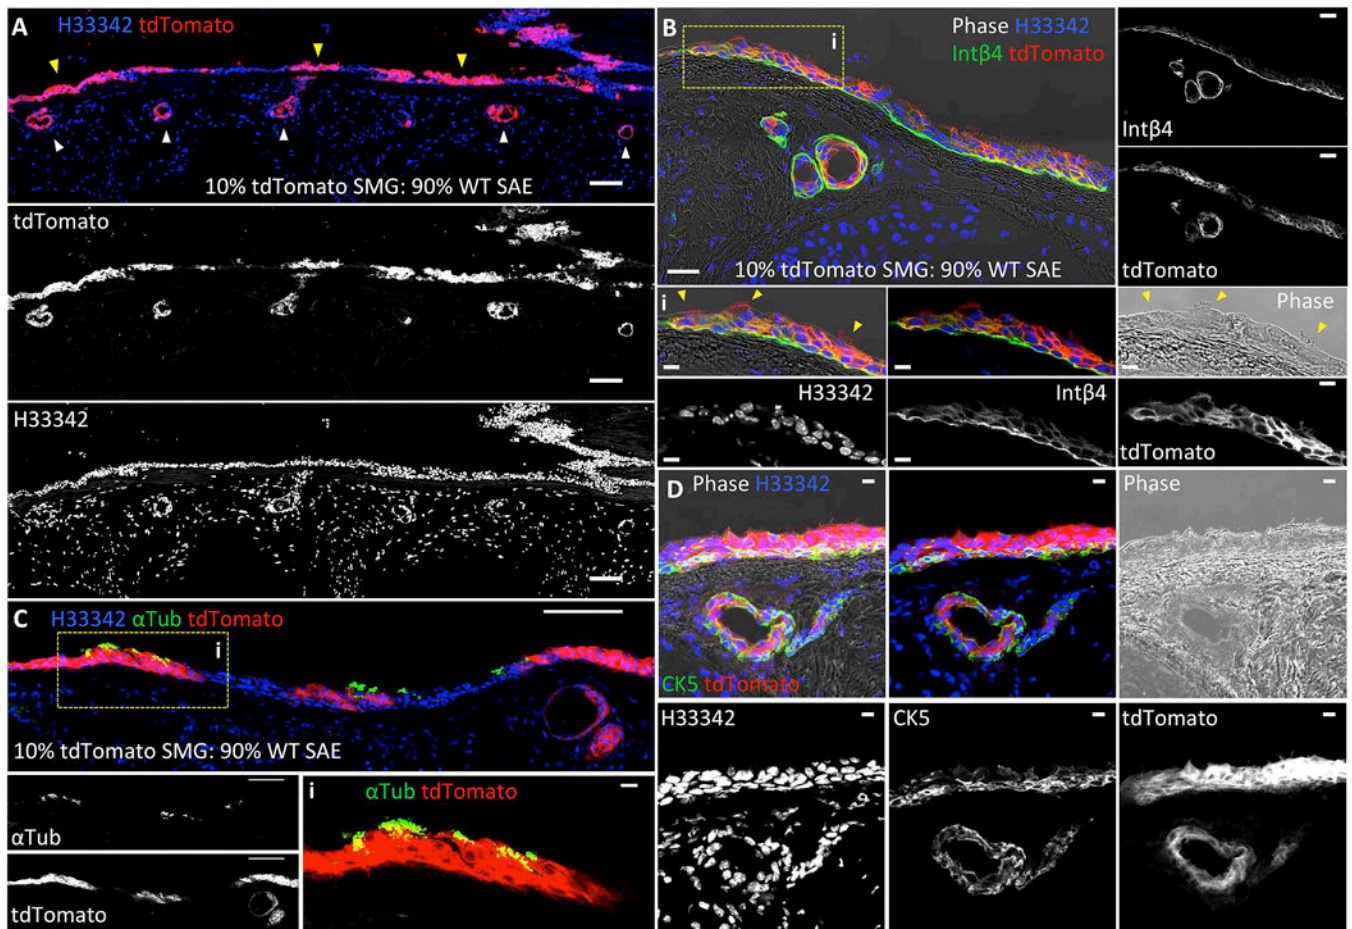 A
H33342 tdTomato
10% tdTomato SMG: 90% WT SAE
tdTomato
H33342
B
Phase H33342
i
Intβ4 tdTomato
10% tdTomato SMG: 90% WT SAE
Intβ4
tdTomato
i
Phase
H33342
Intβ4
tdTomato
C
H33342 αTub tdTomato
i
10% tdTomato SMG: 90% WT SAE
αTub
tdTomato
i
αTub tdTomato
D
Phase H33342
CK5 tdTomato
Phase
H33342
CK5
tdTomato